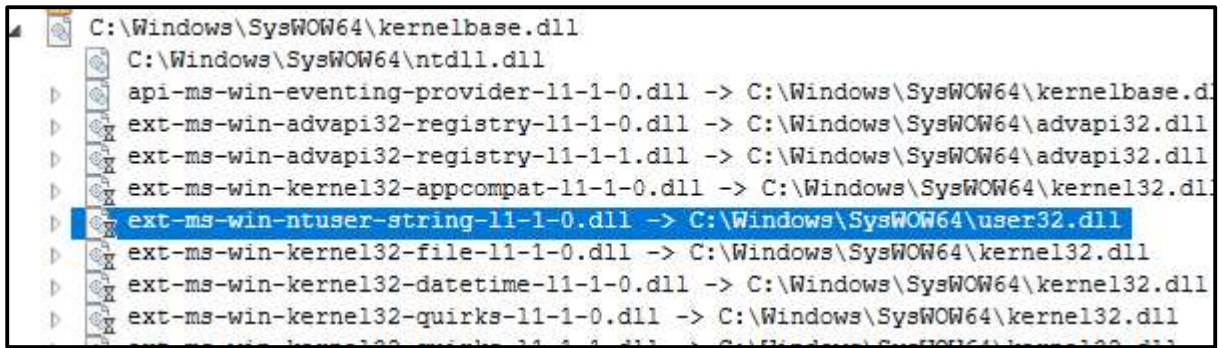 C:\Windows\SysWOW64\kernelbase.dll
C:\Windows\SysWOW64\ntdll.dll
api-ms-win-eventing-provider-l1-1-0.dll -> C:\Windows\SysWOW64\kernelbase.d
ext-ms-win-advapi32-registry-l1-1-0.dll -> C:\Windows\SysWOW64\advapi32.dll
ext-ms-win-advapi32-registry-l1-1-1.dll -> C:\Windows\SysWOW64\advapi32.dll
ext-ms-win-kernel32-appcompat-l1-1-0.dll -> C:\Windows\SysWOW64\kernel32.dl
ext-ms-win-ntuser-string-l1-1-0.dll -> C:\Windows\SysWOW64\user32.dll
ext-ms-win-kernel32-file-l1-1-0.dll -> C:\Windows\SysWOW64\kernel32.dll
ext-ms-win-kernel32-datetime-l1-1-0.dll -> C:\Windows\SysWOW64\kernel32.dll
ext-ms-win-kernel32-quirks-l1-1-0.dll -> C:\Windows\SysWOW64\kernel32.dll